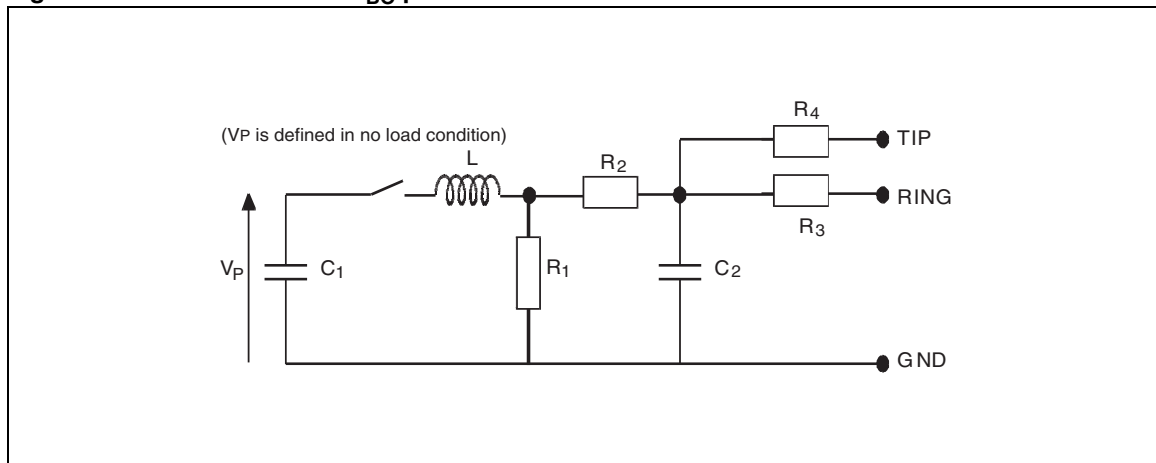 (VP is defined in no load condition)
L
R2
R4
TIP
RING
R3
VP
C1
R1
C2
GND